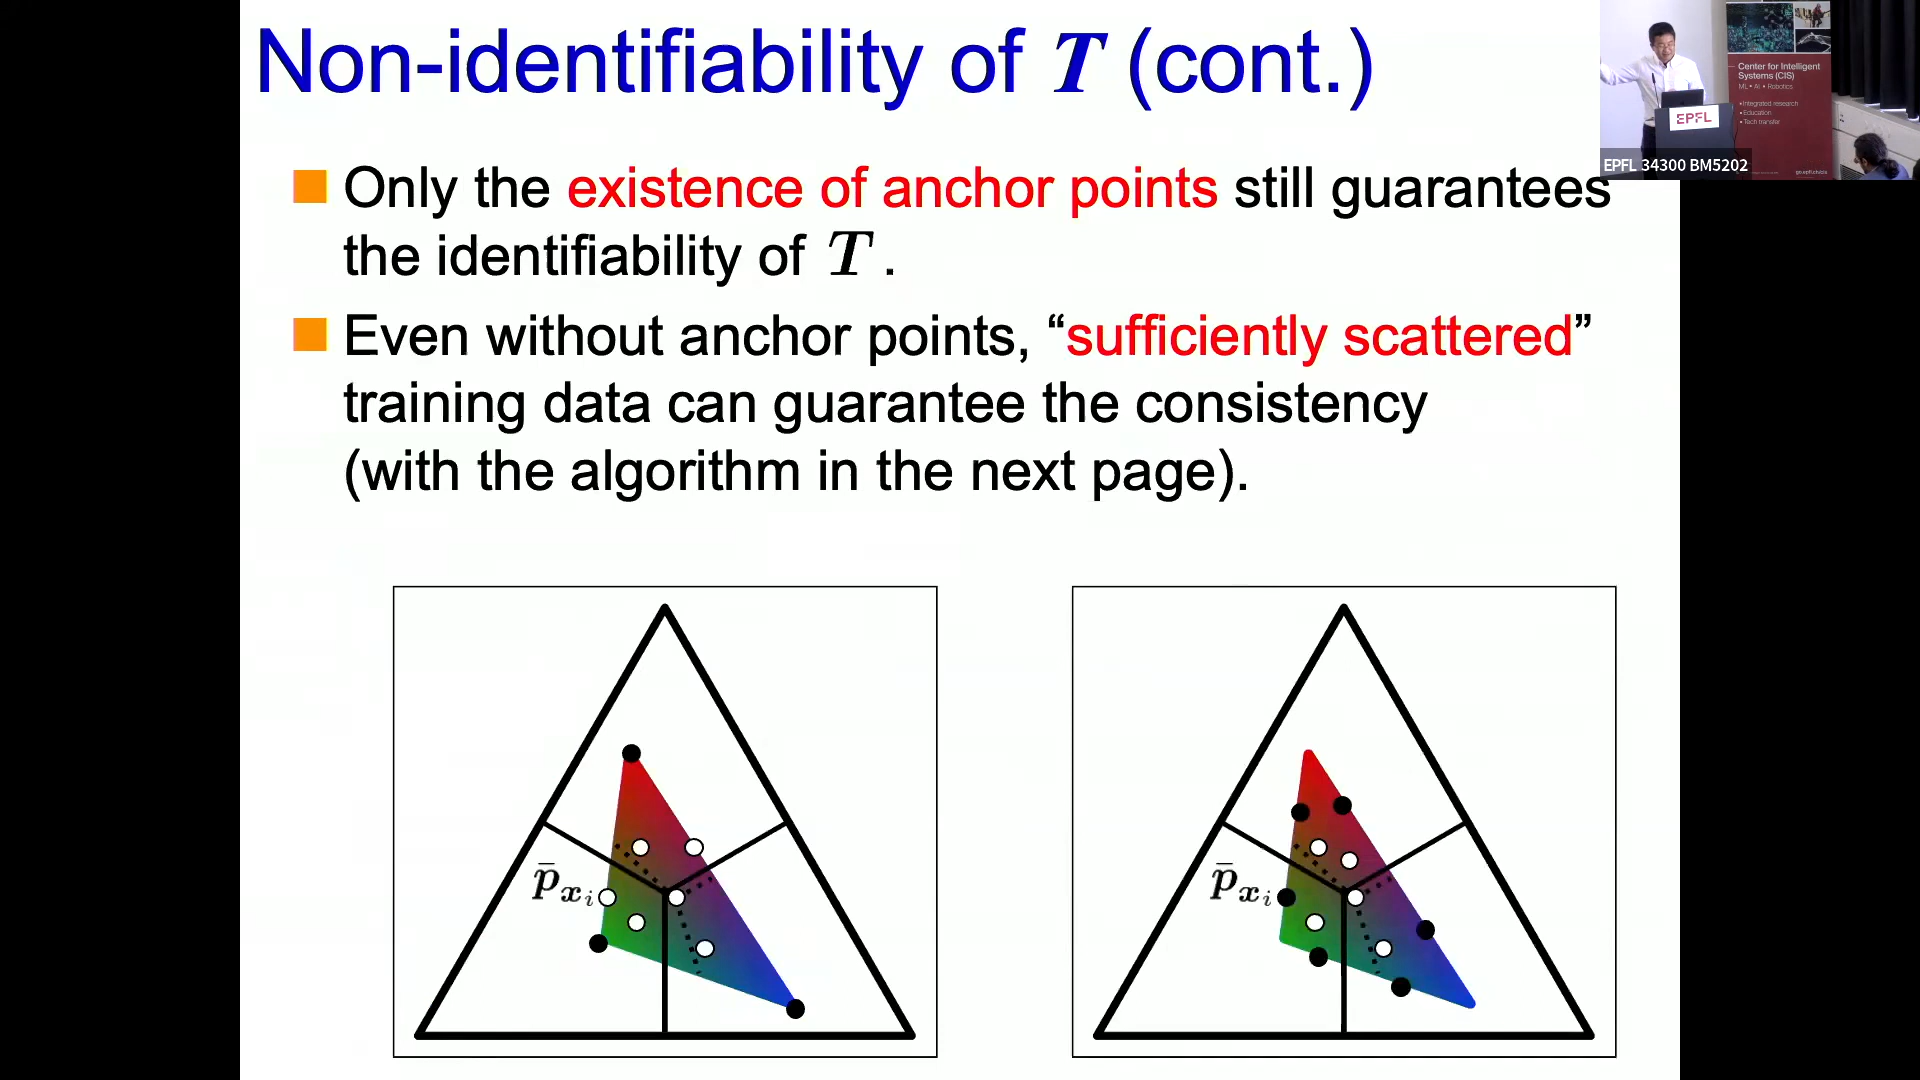 Non-identifiability of T (cont.)
Only the existence of anchor points still guarantees
the identifiability of T.
Even without anchor points, “sufficiently scattered”
training data can guarantee the consistency
(with the algorithm in the next page).
p̄xᵢ
p̄xᵢ
Center for Intelligent
Systems (CIS)
ML • AI • Robotics
•Integrated research
•Education
•Tech transfer
EPFL
EPFL 34300 BM5202